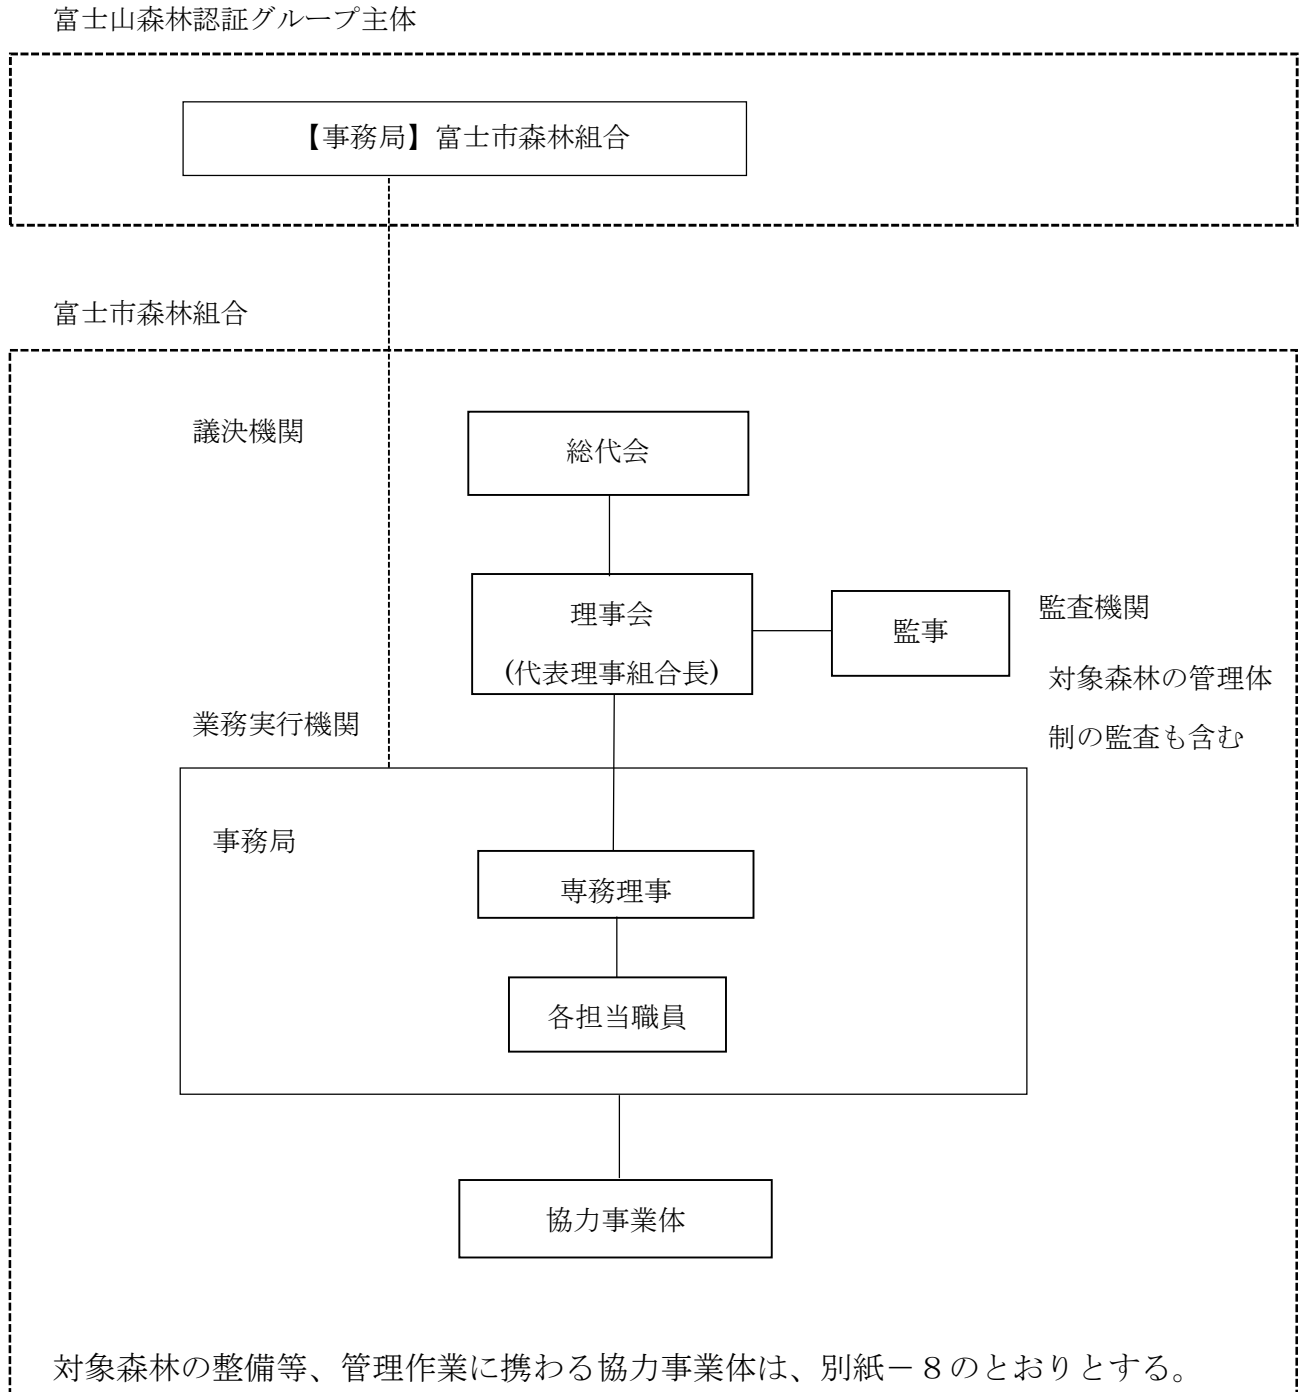 富士山森林認証グループ主体
【事務局】富士市森林組合
富士市森林組合
議決機関
総代会
理事会
(代表理事組合長)
監事
監査機関
対象森林の管理体
制の監査も含む
業務実行機関
事務局
専務理事
各担当職員
協力事業体
対象森林の整備等、管理作業に携わる協力事業体は、別紙－８のとおりとする。